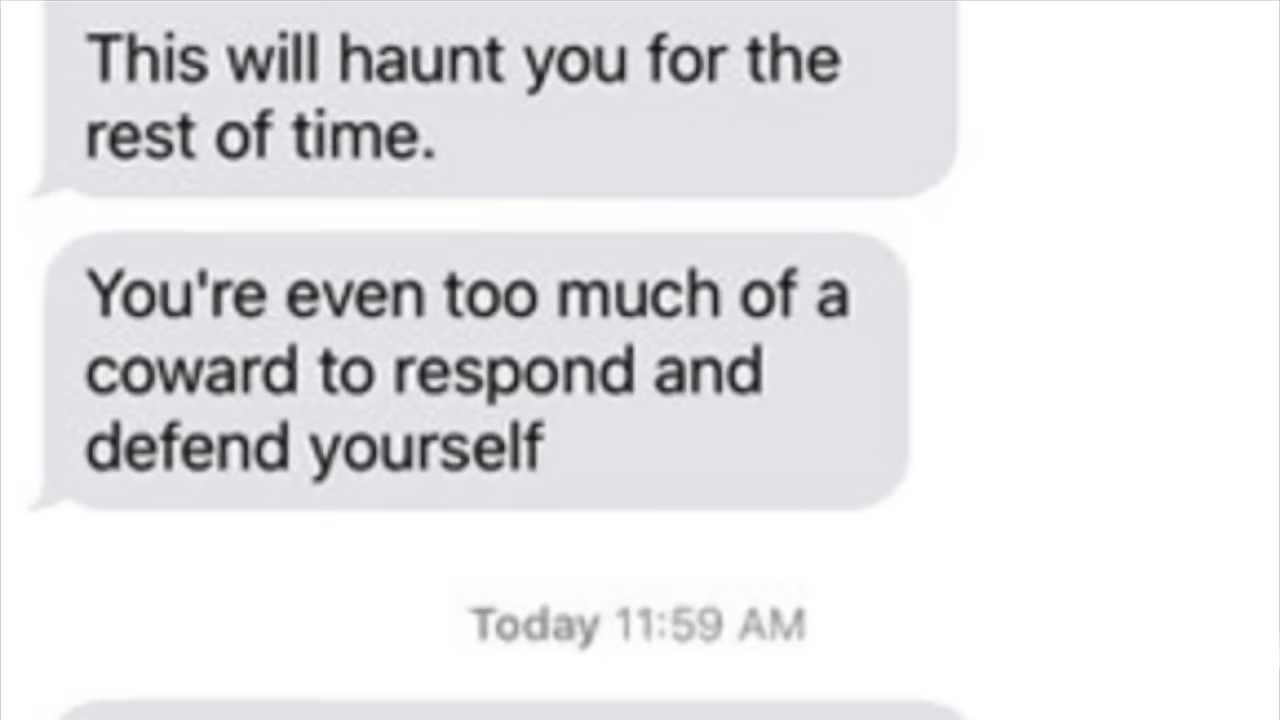 This will haunt you for the
rest of time.
You're even too much of a
coward to respond and
defend yourself
Today 11:59 AM